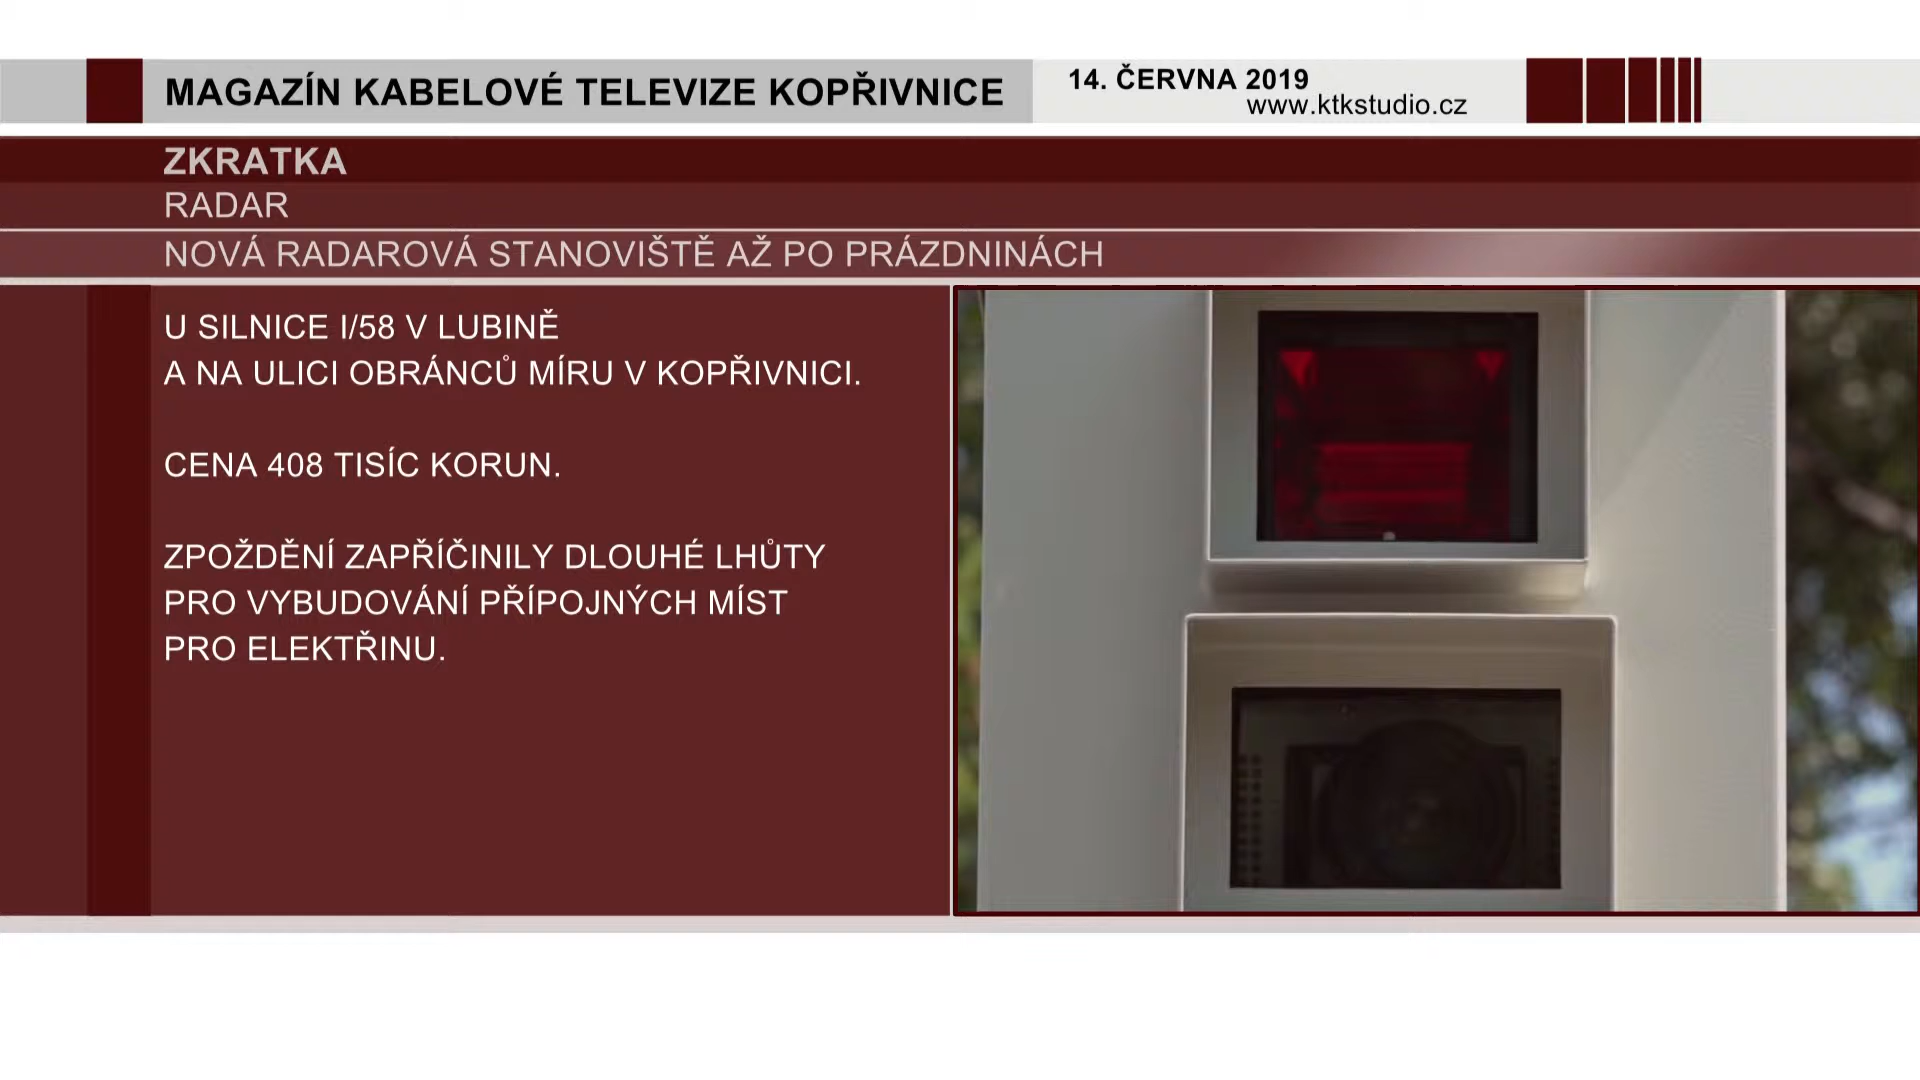 MAGAZÍN KABELOVÉ TELEVIZE KOPŘIVNICE
14. ČERVNA 2019
www.ktkstudio.cz
ZKRATKA
RADAR
NOVÁ RADAROVÁ STANOVIŠTĚ AŽ PO PRÁZDNINÁCH
U SILNICE I/58 V LUBINĚ
A NA ULICI OBRÁNCŮ MÍRU V KOPŘIVNICI.
CENA 408 TISÍC KORUN.
ZPOŽDĚNÍ ZAPŘÍČINILY DLOUHÉ LHŮTY
PRO VYBUDOVÁNÍ PŘÍPOJNÝCH MÍST
PRO ELEKTŘINU.